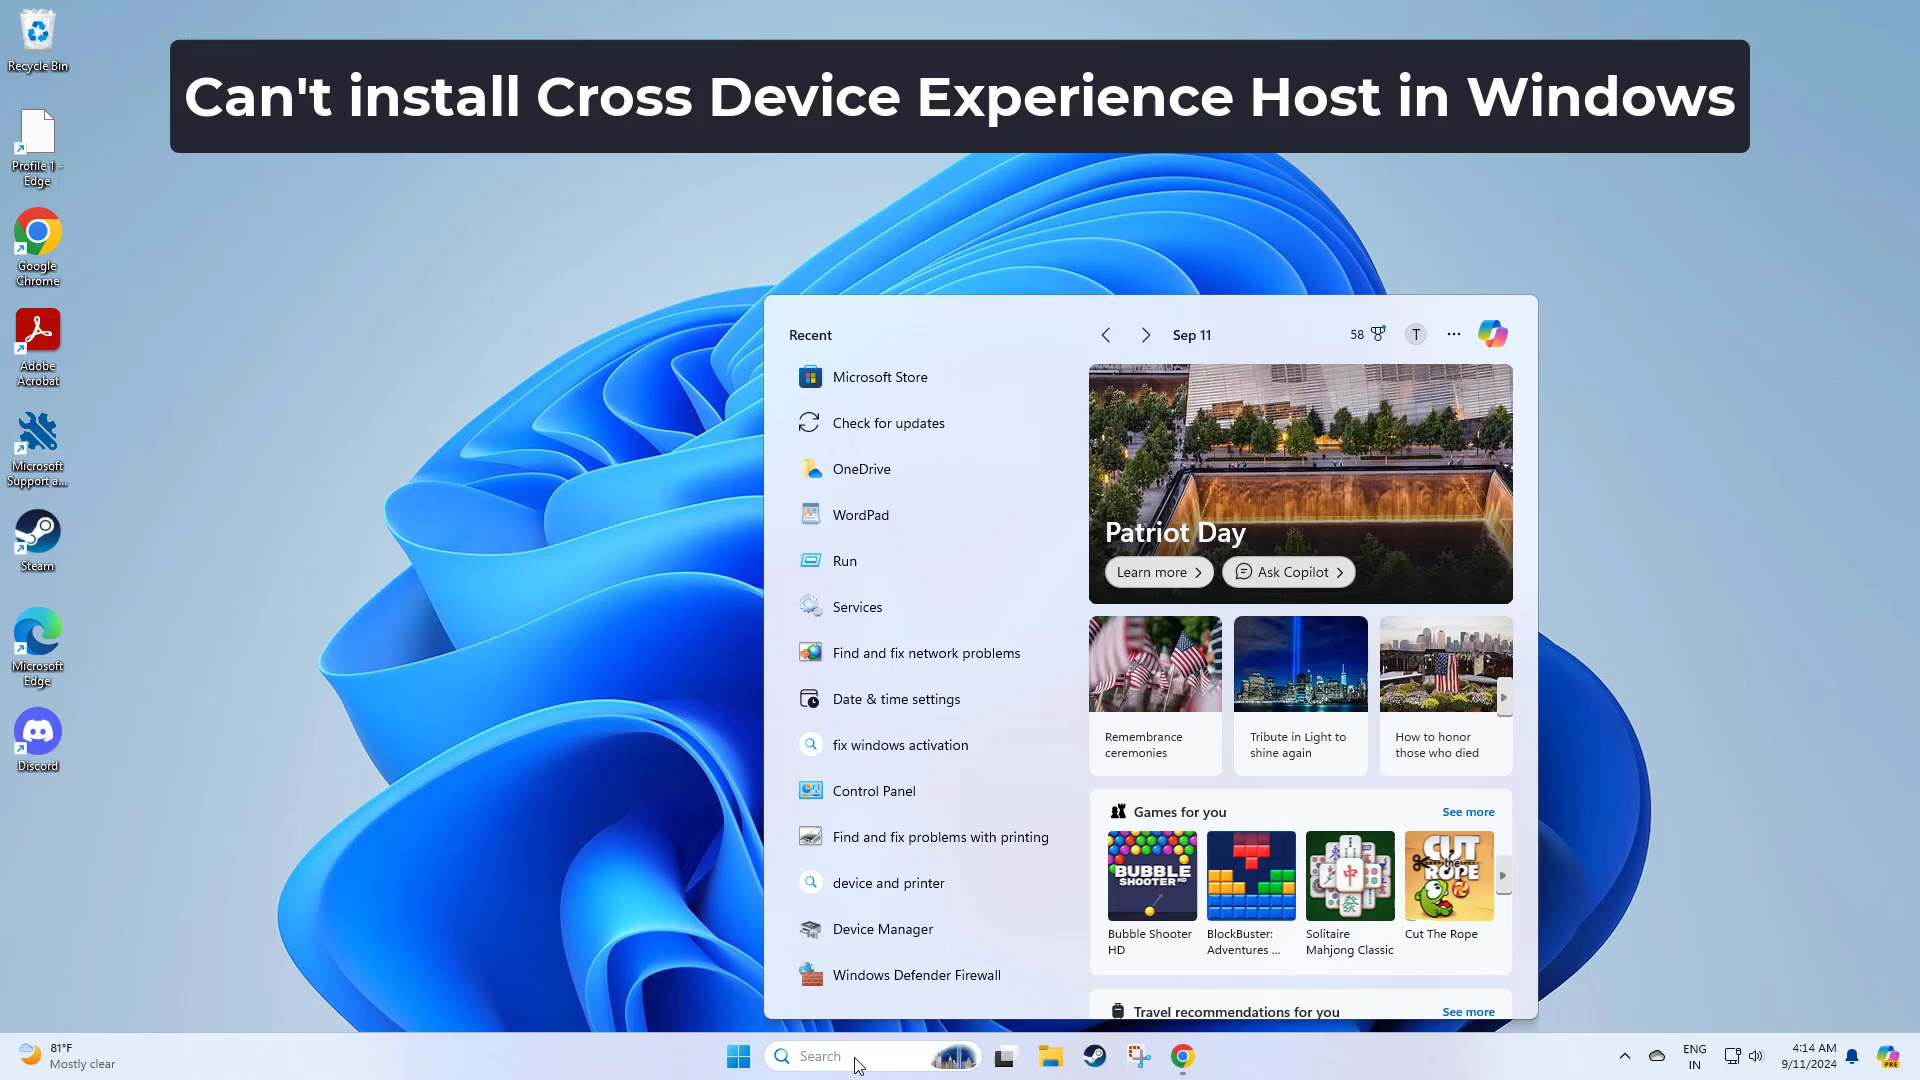 Can't install Cross Device Experience Host in Windows
Recycle Bin
Profile 1 -
Edge
Google
Chrome
Adobe
Acrobat
Microsoft
Support a...
Steam
Microsoft
Edge
Discord
Recent
Microsoft Store
Check for updates
OneDrive
WordPad
Run
Services
Find and fix network problems
Date & time settings
fix windows activation
Control Panel
Find and fix problems with printing
device and printer
Device Manager
Windows Defender Firewall
Sep 11
58
T
Patriot Day
Learn more
Ask Copilot
Remembrance
ceremonies
Tribute in Light to
shine again
How to honor
those who died
Games for you
See more
BUBBLE
SHOOTER HD
CUT
the
ROPE
Bubble Shooter
HD
BlockBuster:
Adventures ...
Solitaire
Mahjong Classic
Cut The Rope
Travel recommendations for you
See more
81°F
Mostly clear
Search
ENG
IN
4:14 AM
9/11/2024
PRE